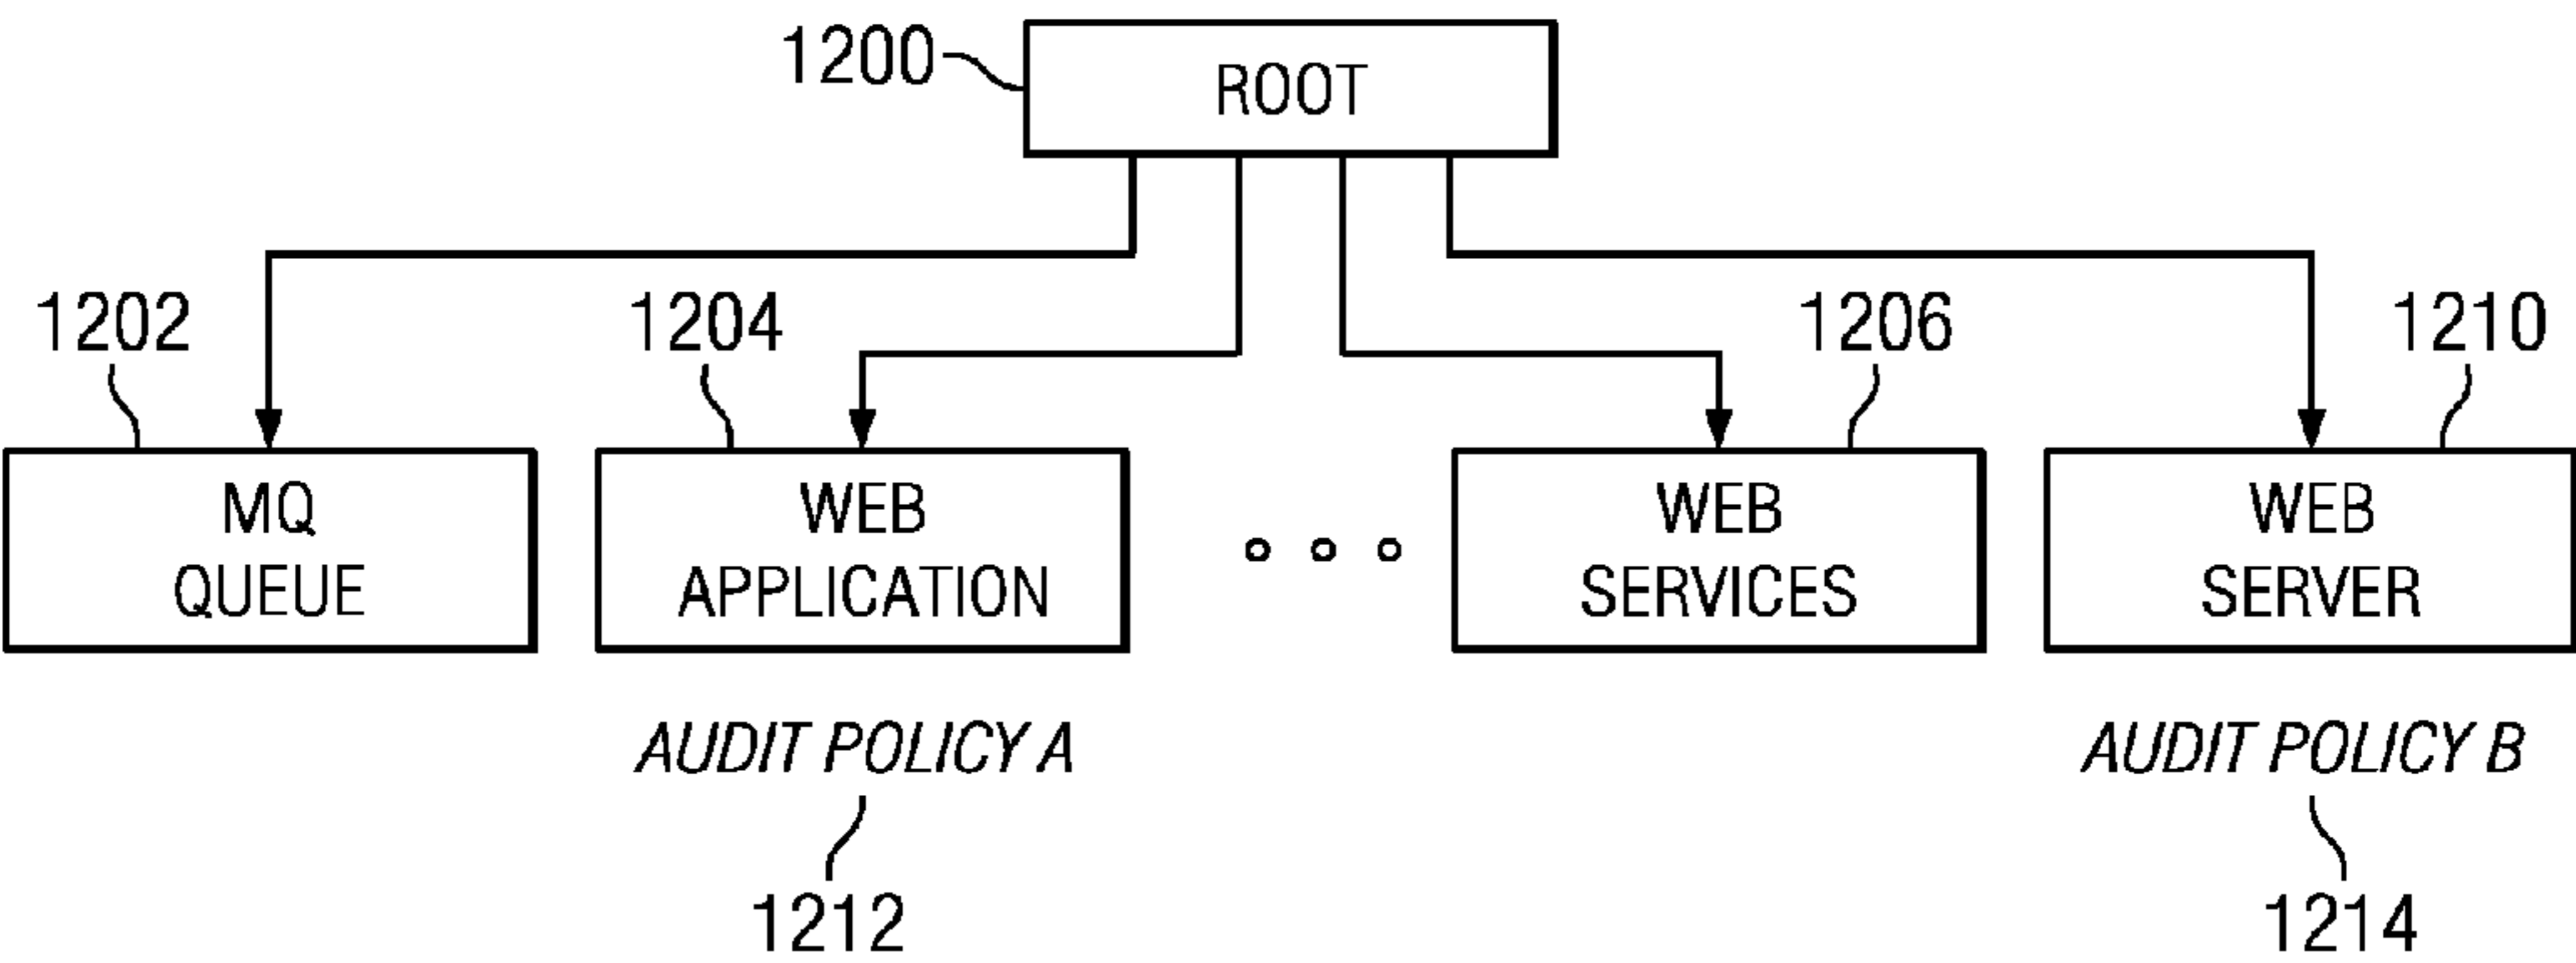 1200
ROOT
1202
1204
1206
1210
MQ
QUEUE
WEB
APPLICATION
WEB
SERVICES
WEB
SERVER
AUDIT POLICY A
AUDIT POLICY B
1212
1214